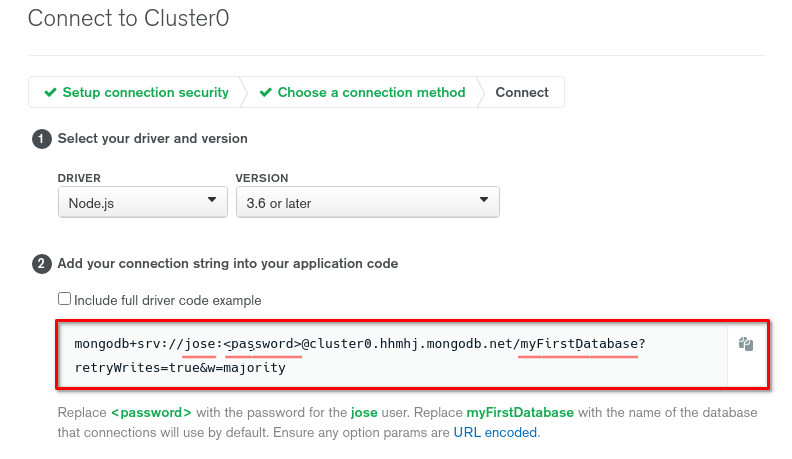 Connect to Cluster0
Setup connection security
Choose a connection method
Connect
1 Select your driver and version
DRIVER
VERSION
Node.js
3.6 or later
2 Add your connection string into your application code
Include full driver code example
mongodb+srv://jose:<password>@cluster0.hhmhj.mongodb.net/myFirstDatabase?
retryWrites=true&w=majority
Replace <password> with the password for the jose user. Replace myFirstDatabase with the name of the database
that connections will use by default. Ensure any option params are URL encoded.